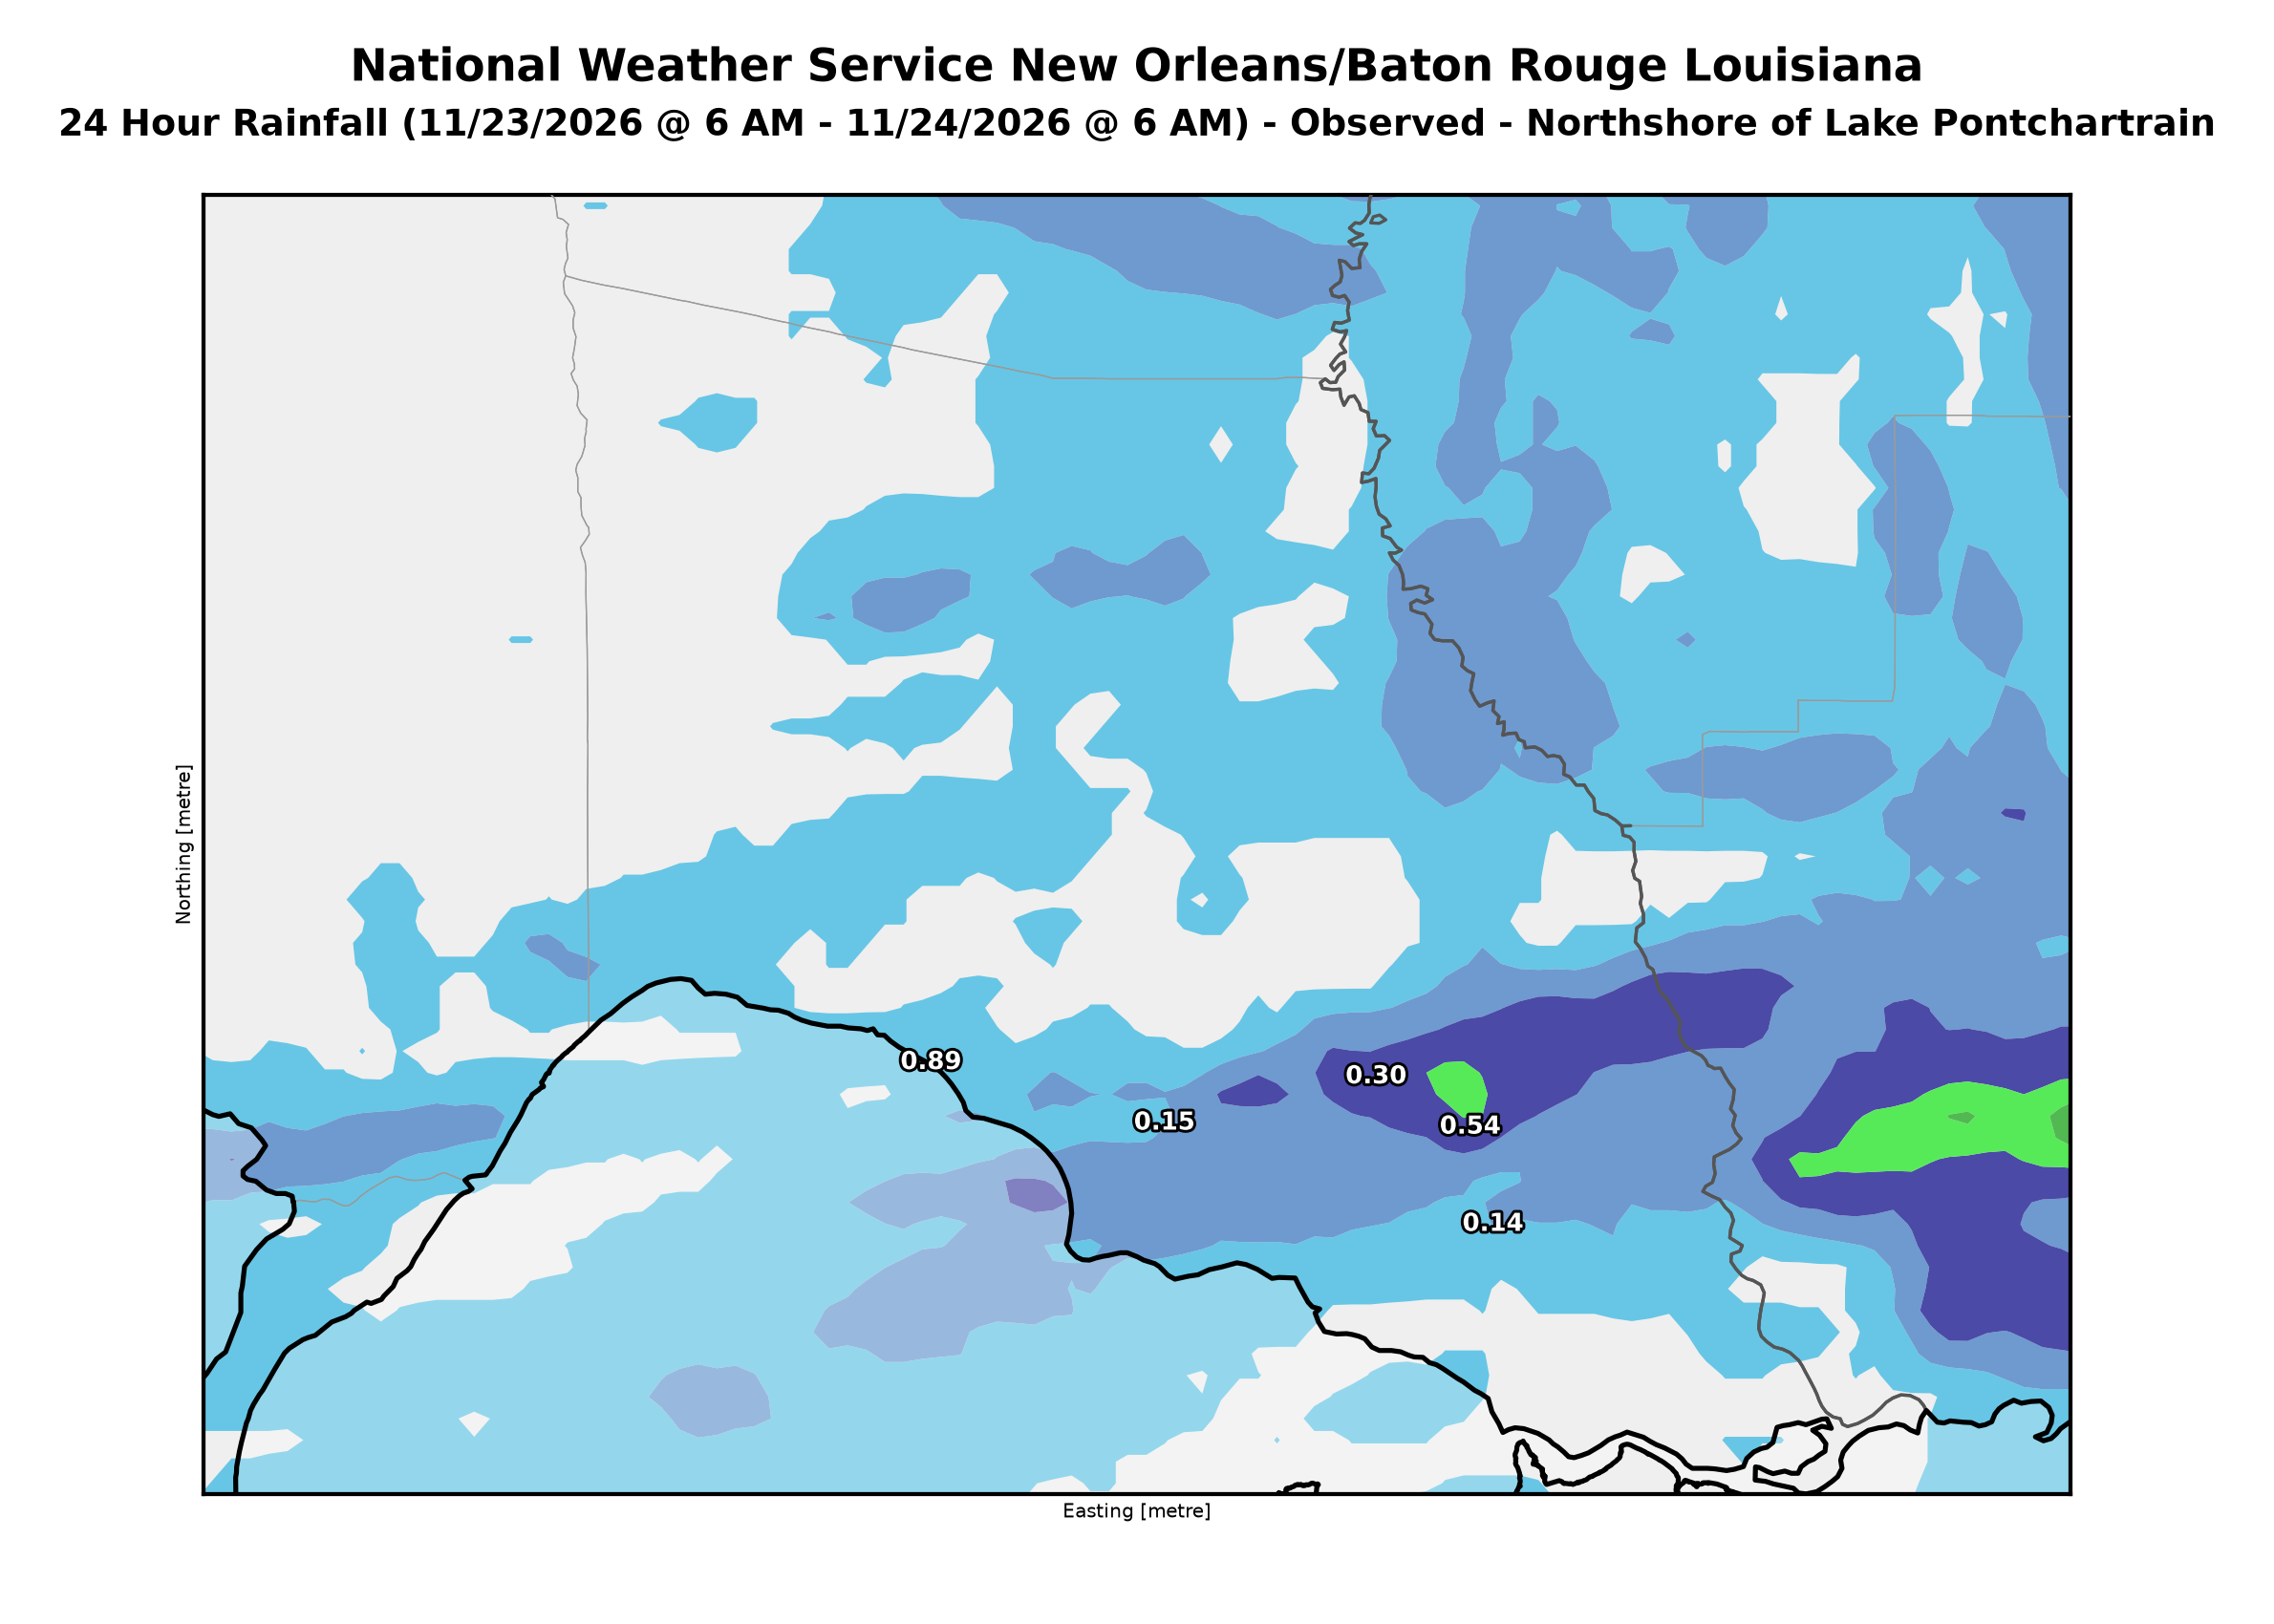 National Weather Service New Orleans/Baton Rouge Louisiana
24 Hour Rainfall (11/23/2026 @ 6 AM - 11/24/2026 @ 6 AM) - Observed - Northshore of Lake Pontchartrain
Northing [metre]
0.89
0.30
0.15
0.54
0.14
Easting [metre]